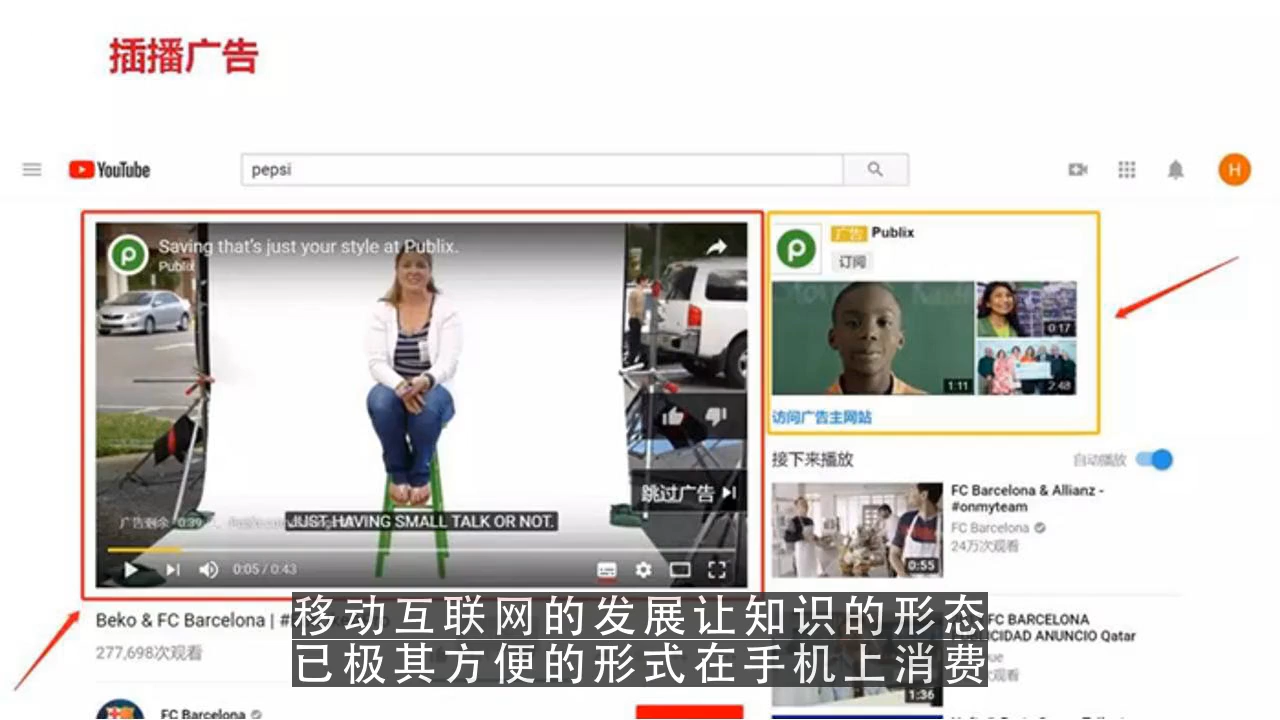 插播广告
YouTube
pepsi
H
Saving that's just your style at Publix.
Publix
跳过广告
广告剩余 0:39
JUST HAVING SMALL TALK OR NOT.
0:05 / 0:43
广告 Publix
订阅
0:17
1:11
2:48
访问广告主网站
接下来播放
自动播放
FC Barcelona & Allianz -
#onmyteam
FC Barcelona
24万次观看
0:55
Beko & FC Barcelona |
277,698次观看
FC BARCELONA
ANUNCIO Qatar
1:36
移动互联网的发展让知识的形态
已极其方便的形式在手机上消费
FC Barcelona